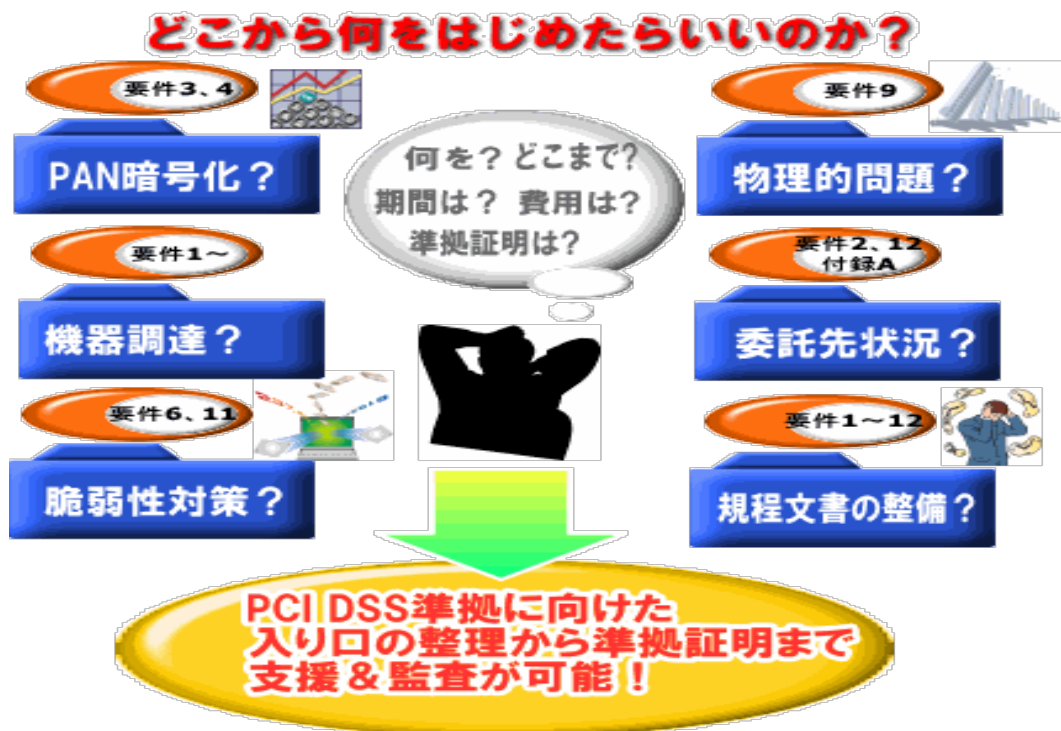 どこから何をはじめたらいいのか？
要件3、4
PAN暗号化？
要件1～
機器調達？
要件6、11
脆弱性対策？
何を？どこまで？
期間は？ 費用は？
準拠証明は？
要件9
物理的問題？
要件2、12
付録A
委託先状況？
要件1～12
規程文書の整備？
PCI DSS準拠に向けた
入り口の整理から準拠証明まで
支援＆監査が可能！